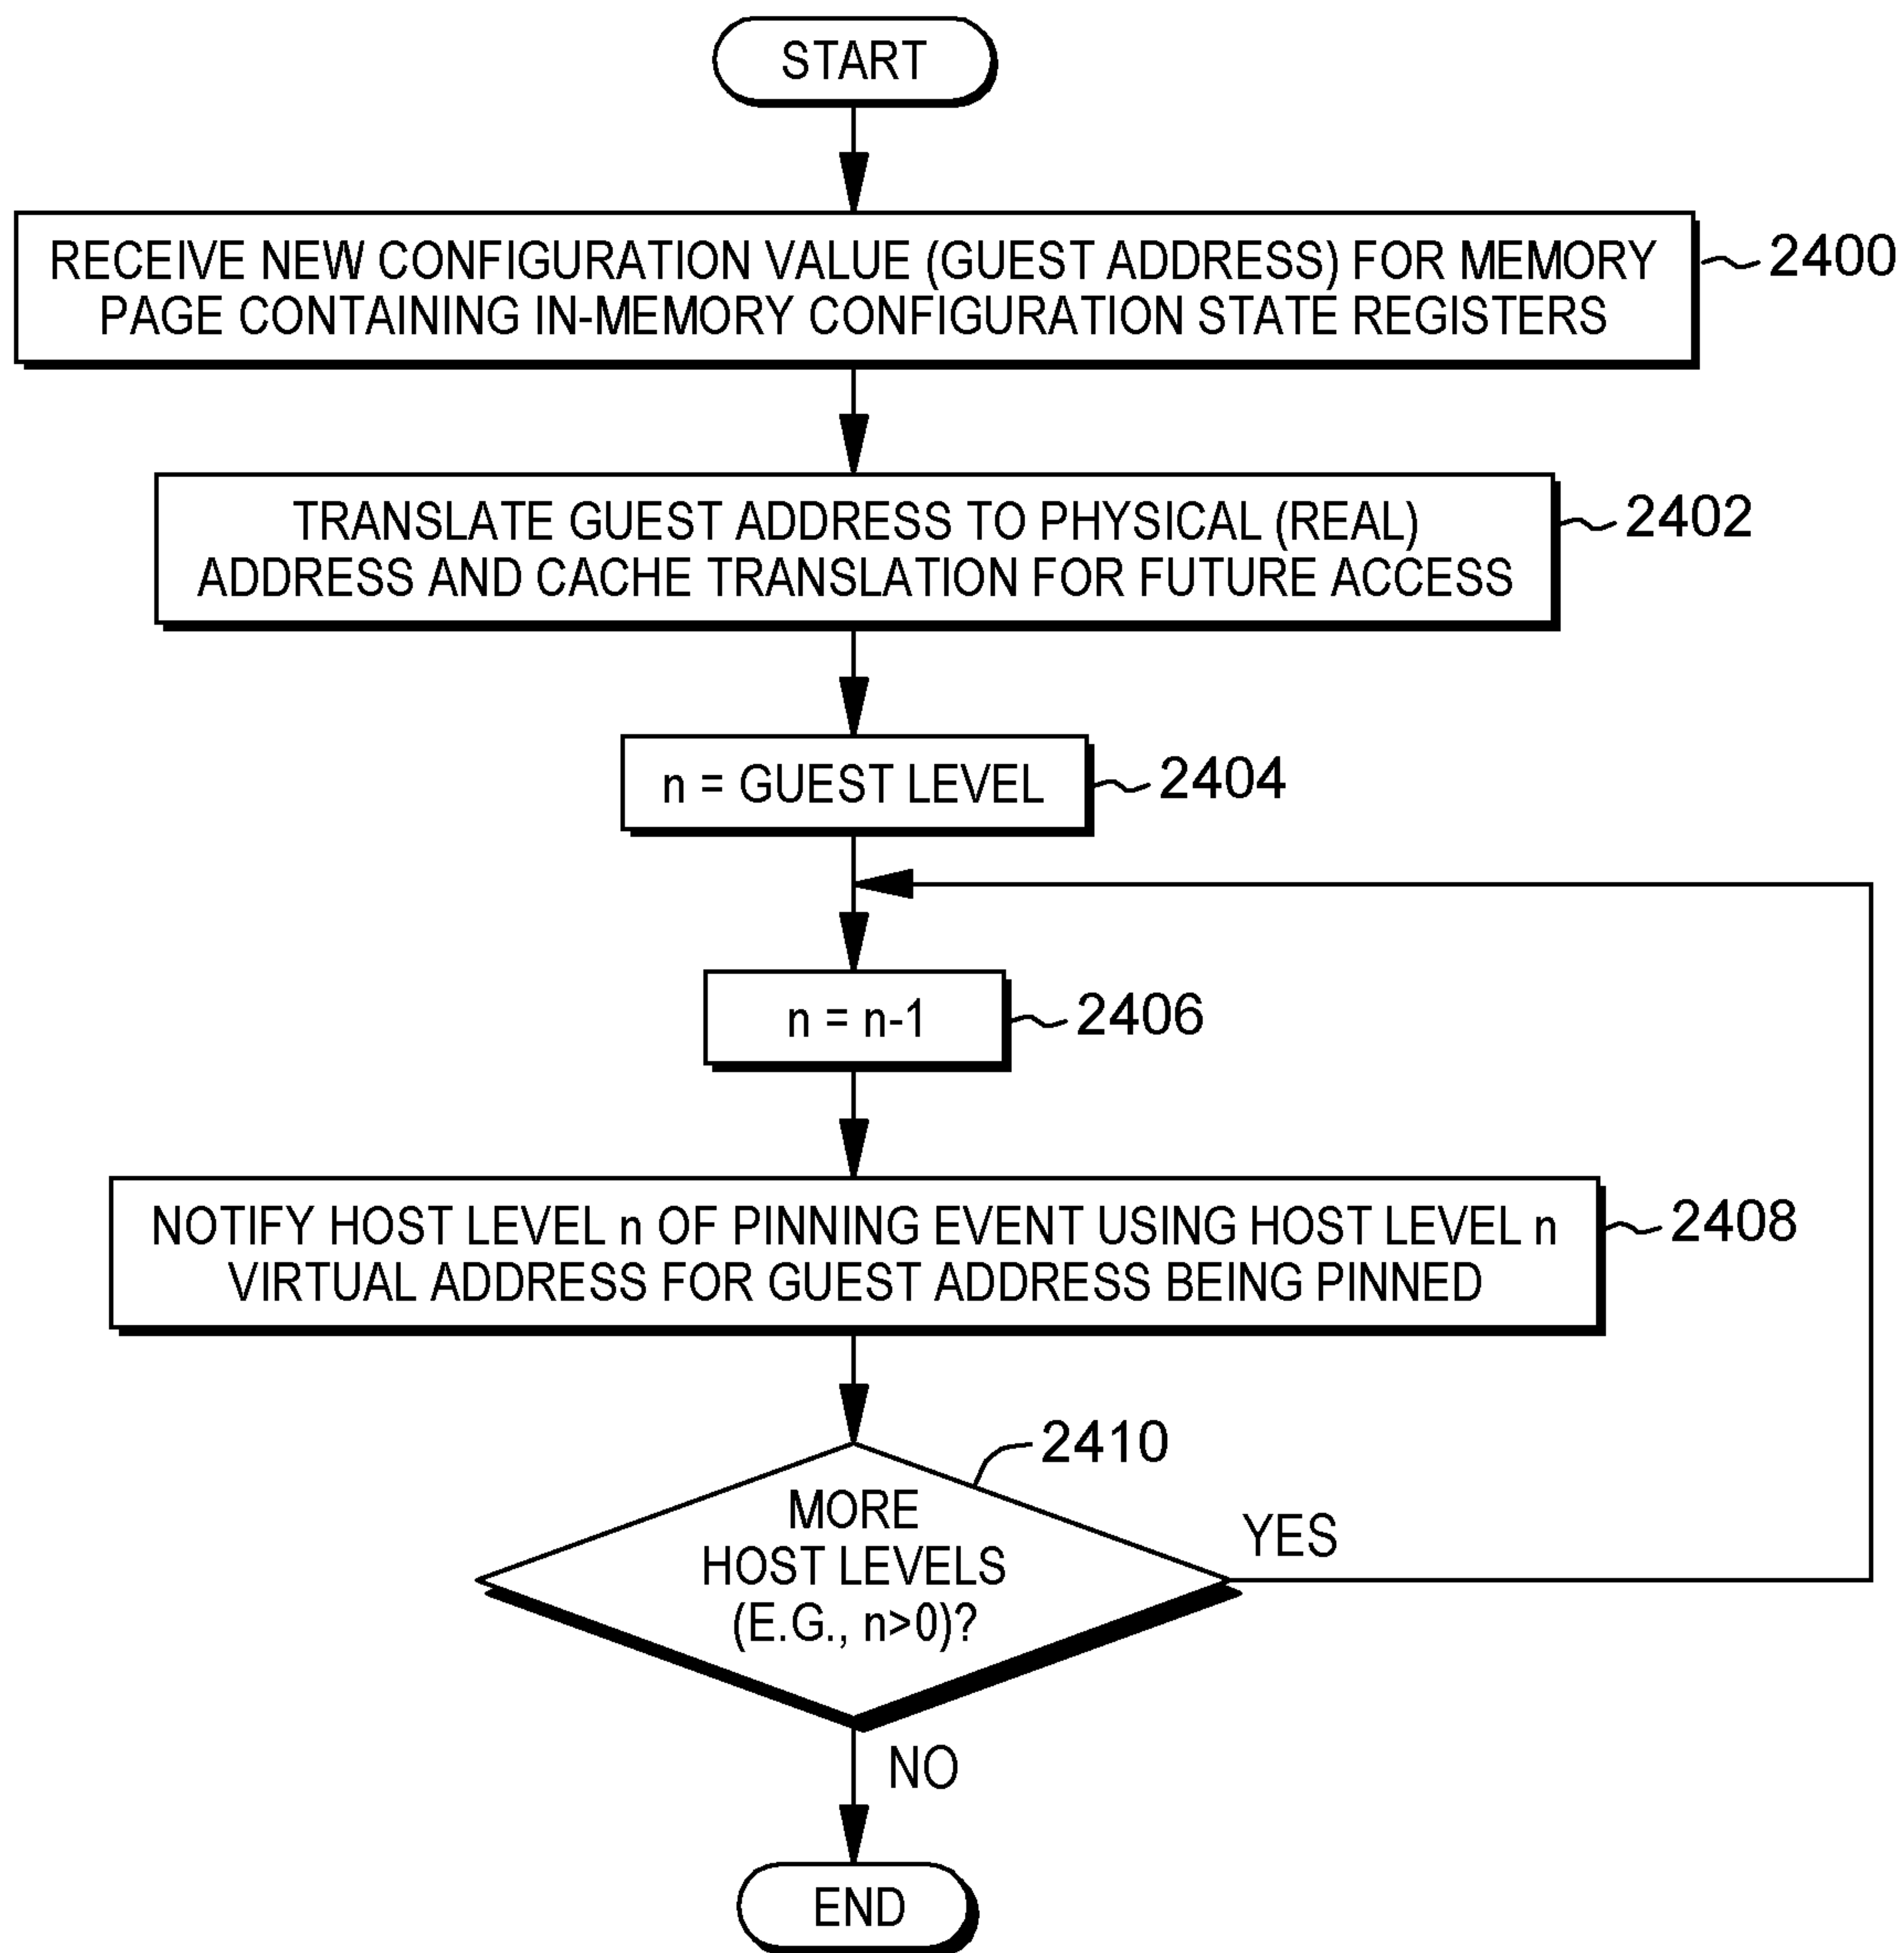 START
RECEIVE NEW CONFIGURATION VALUE (GUEST ADDRESS) FOR MEMORY
PAGE CONTAINING IN-MEMORY CONFIGURATION STATE REGISTERS
2400
TRANSLATE GUEST ADDRESS TO PHYSICAL (REAL)
ADDRESS AND CACHE TRANSLATION FOR FUTURE ACCESS
2402
n = GUEST LEVEL
2404
n = n-1
2406
NOTIFY HOST LEVEL n OF PINNING EVENT USING HOST LEVEL n
VIRTUAL ADDRESS FOR GUEST ADDRESS BEING PINNED
2408
2410
MORE
HOST LEVELS
(E.G., n>0)?
YES
NO
END